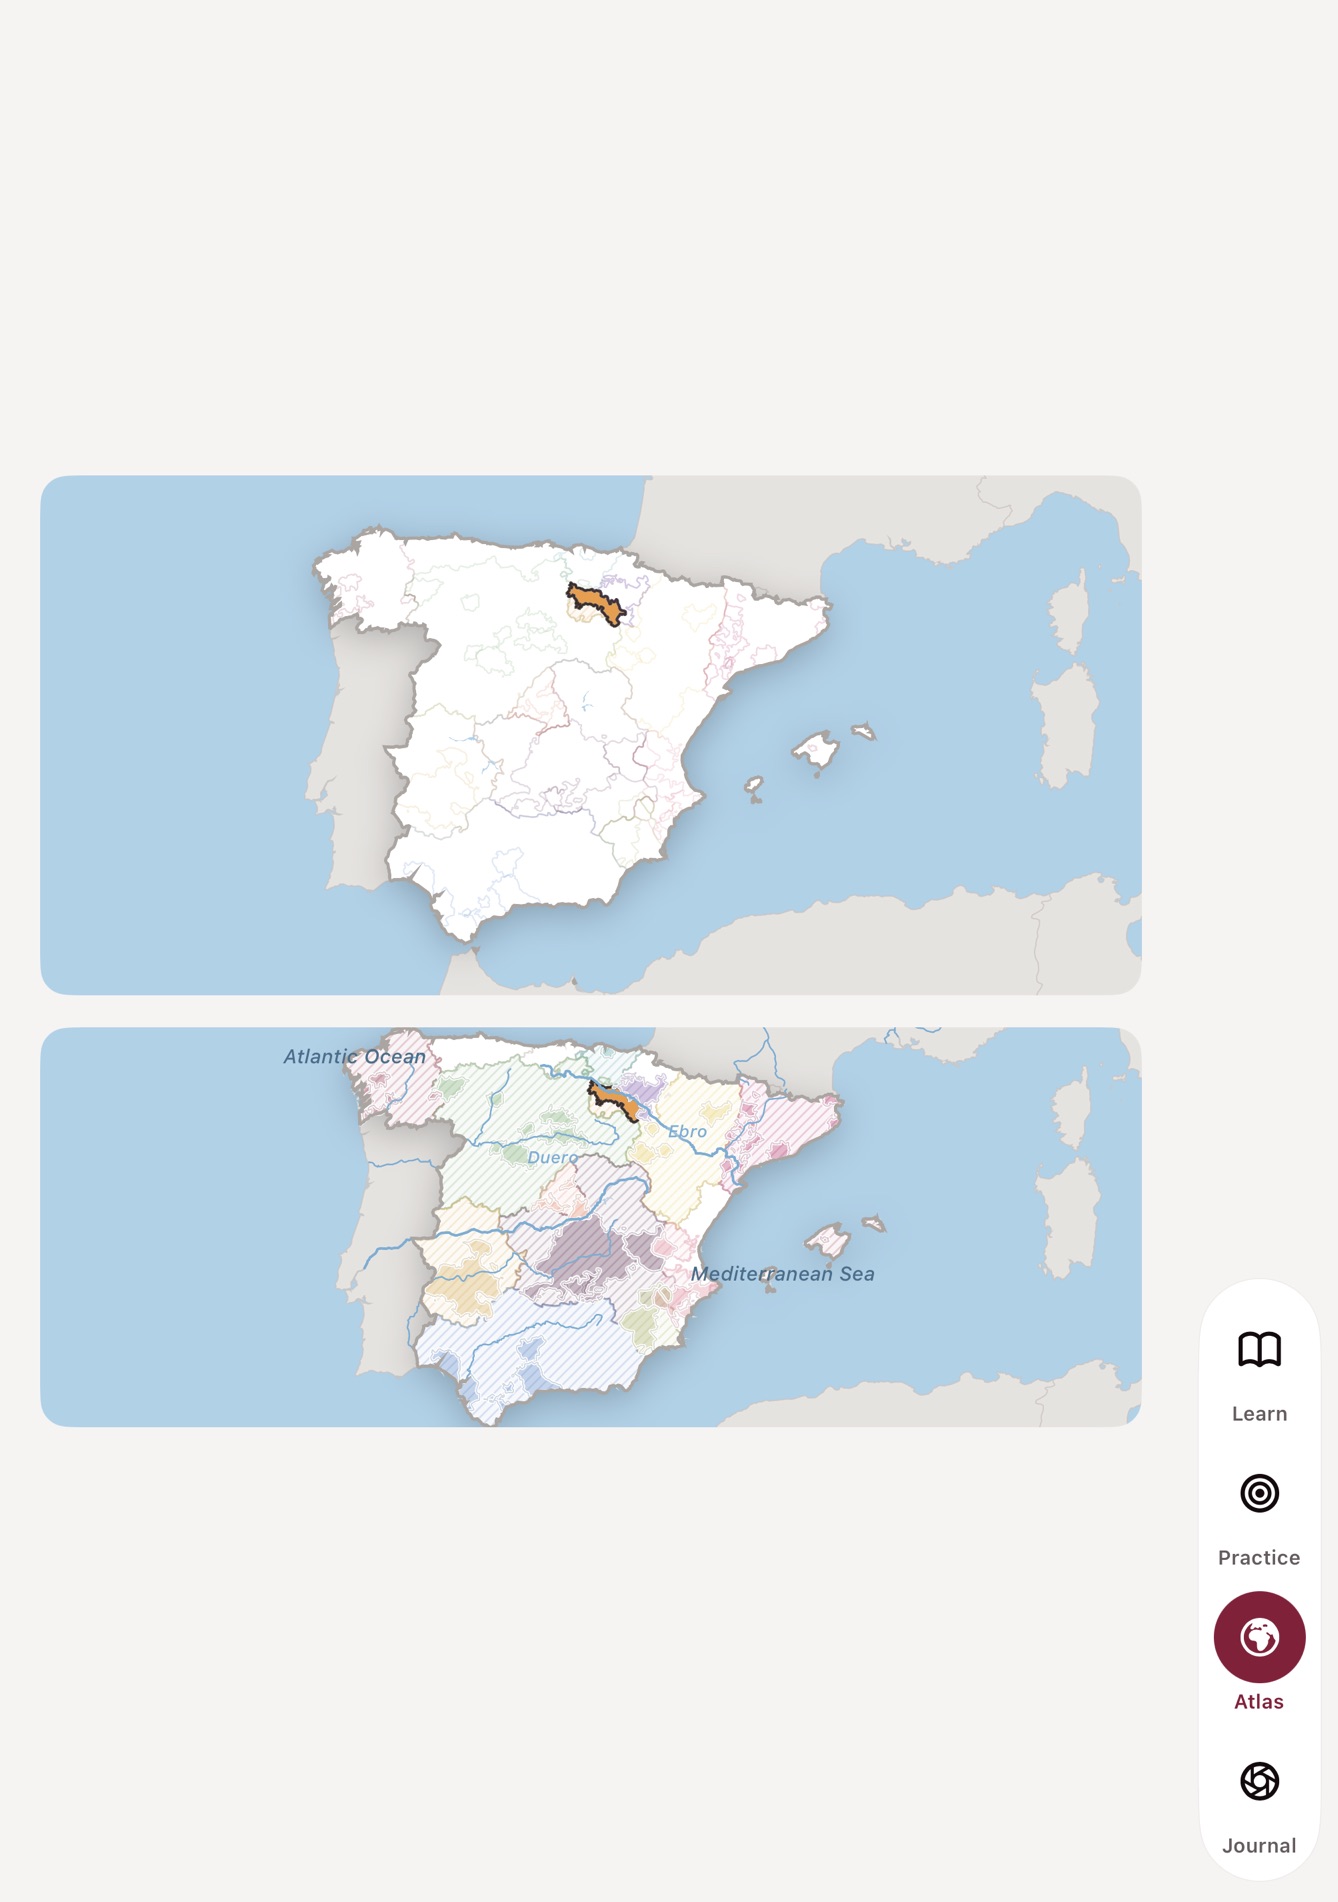 Atlantic Ocean
Ebro
Duero
Mediterranean Sea
Learn
Practice
Atlas
Journal